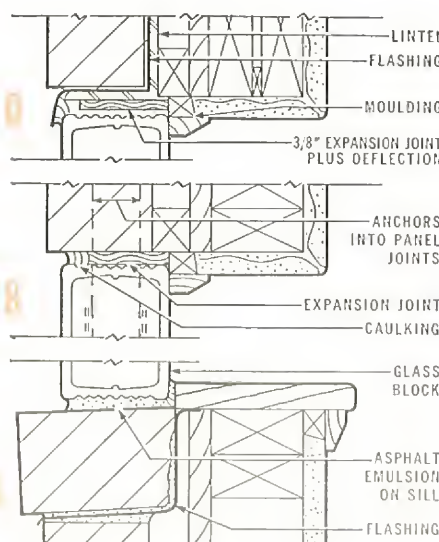 LINTEL
FLASHING
MOULDING
3/8" EXPANSION JOINT
PLUS DEFLECTION
ANCHORS
INTO PANEL
JOINTS
8
EXPANSION JOINT
CAULKING
GLASS
BLOCK
ASPHALT
EMULSION
ON SILL
FLASHING